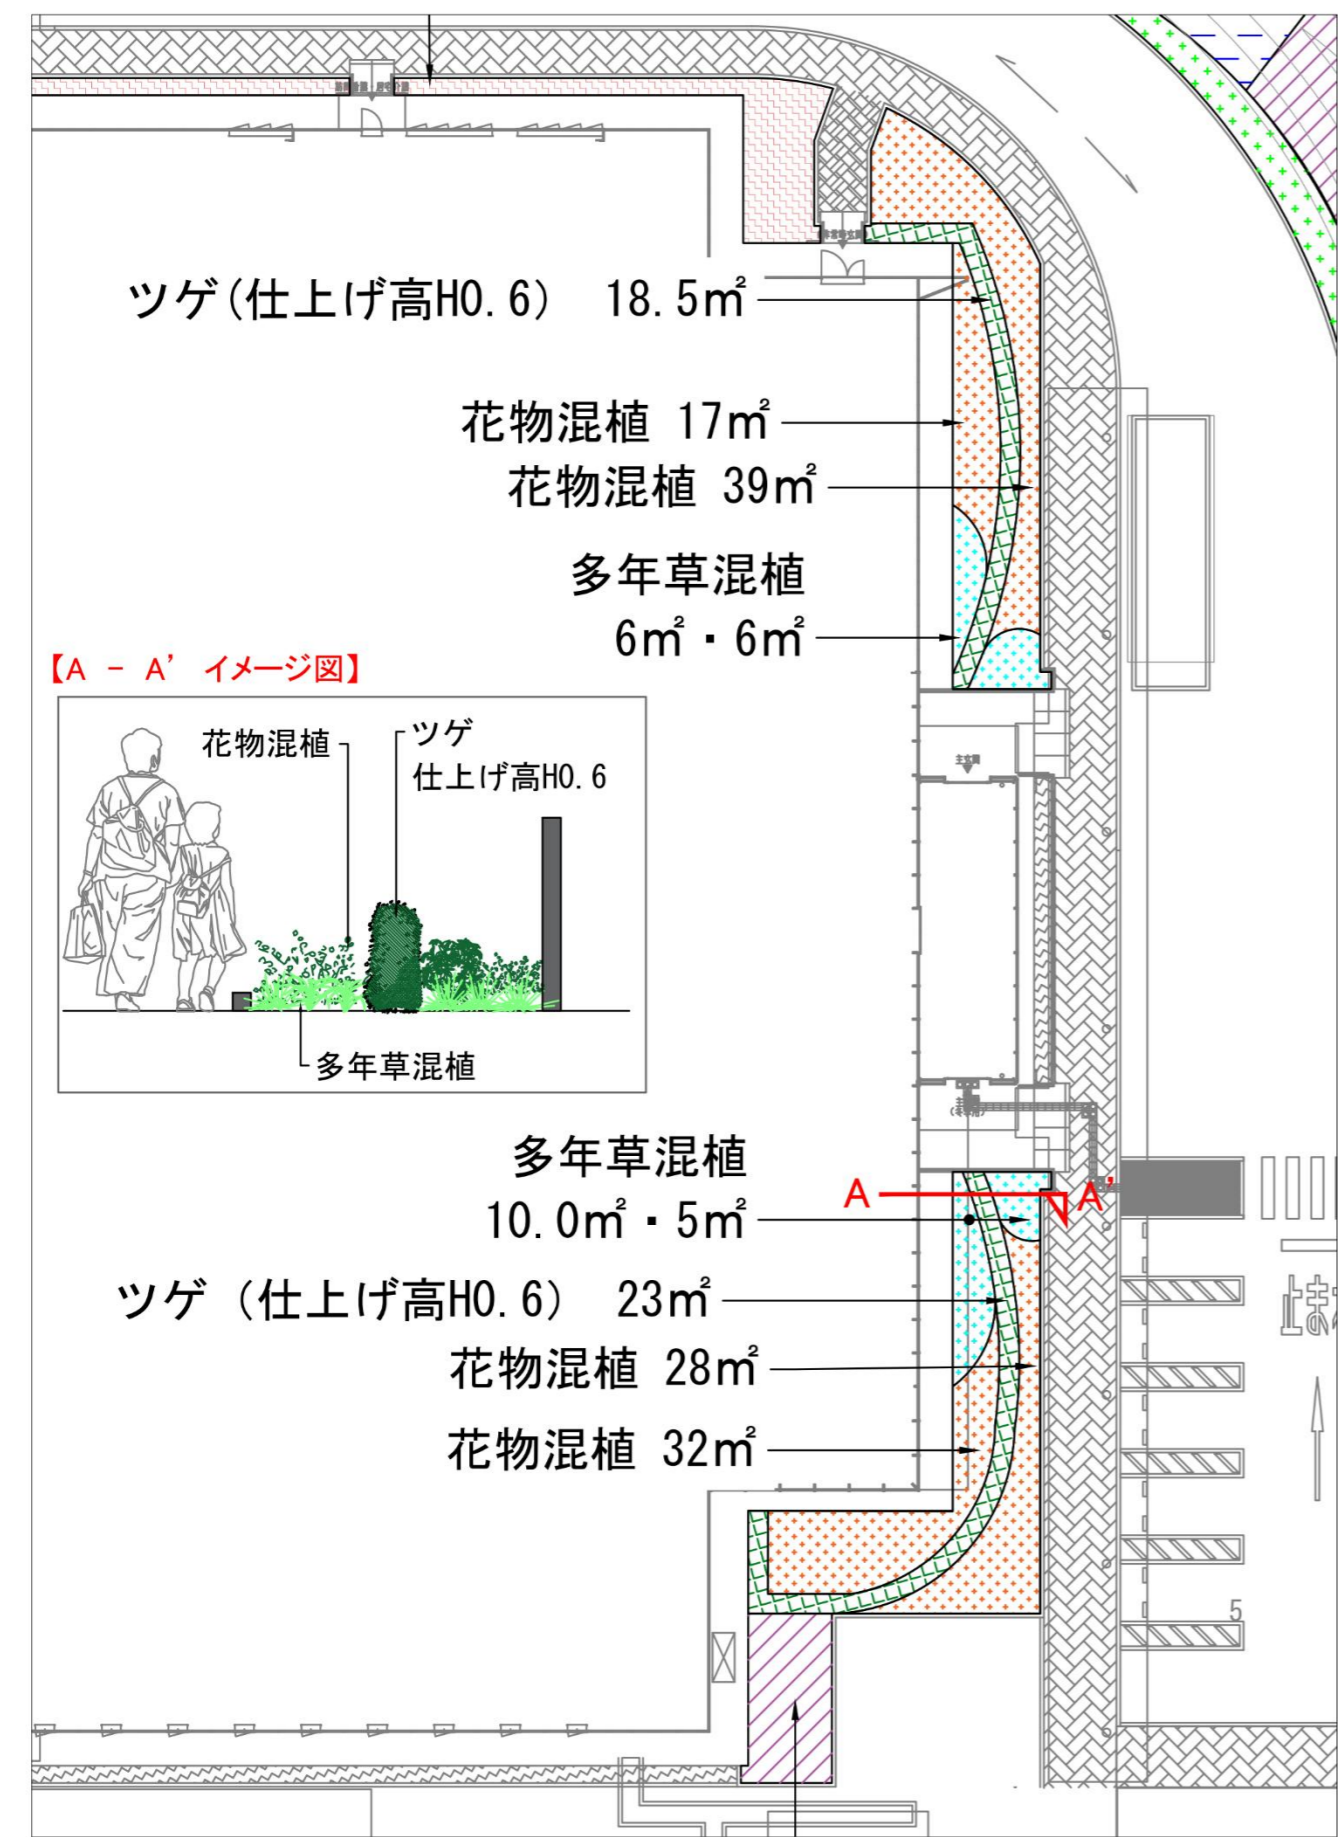 ツゲ(仕上げ高H0.6) 18.5㎡
花物混植 17㎡
花物混植 39㎡
多年草混植
6㎡・6㎡
【A - A’ イメージ図】
花物混植
ツゲ
仕上げ高H0.6
多年草混植
主玄関
多年草混植
10.0㎡・5㎡
A
A'
ツゲ (仕上げ高H0.6) 23㎡
花物混植 28㎡
花物混植 32㎡
5